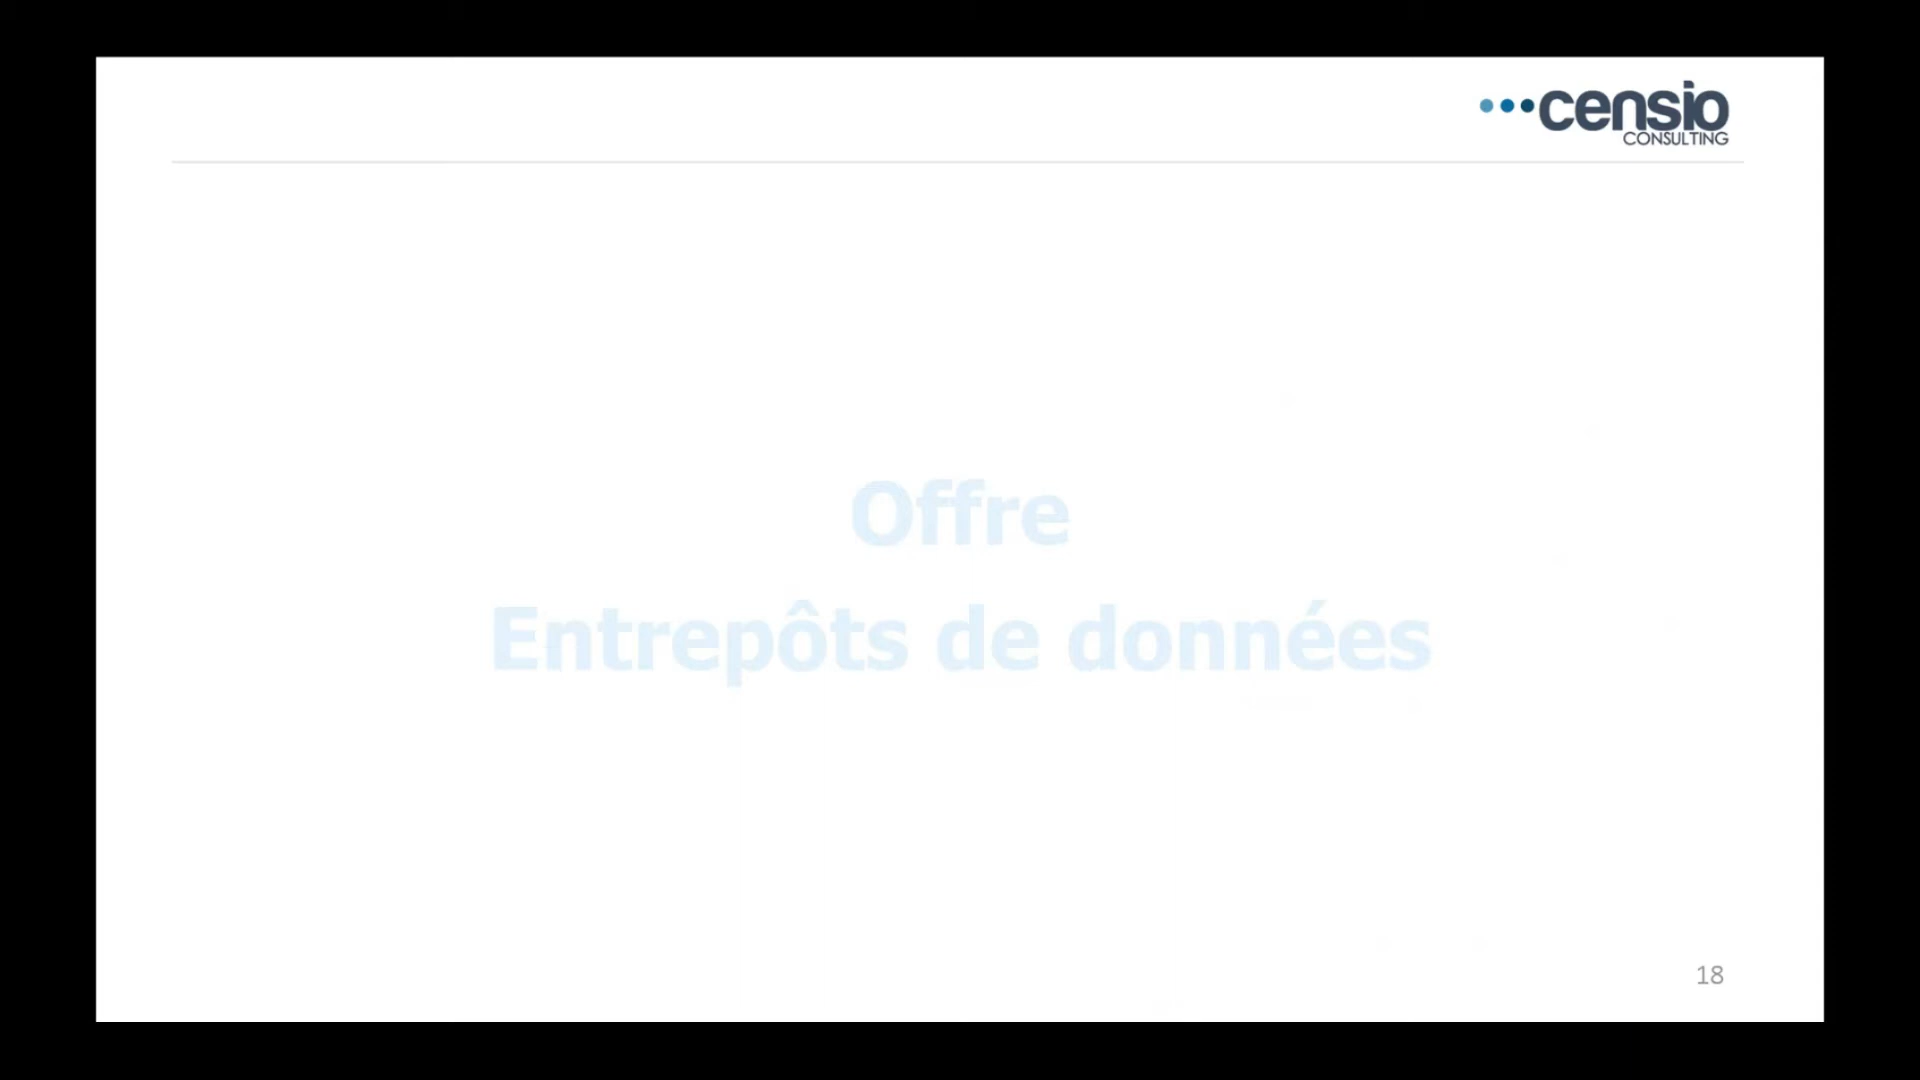 censio
CONSULTING
Offre
Entrepôts de données
18